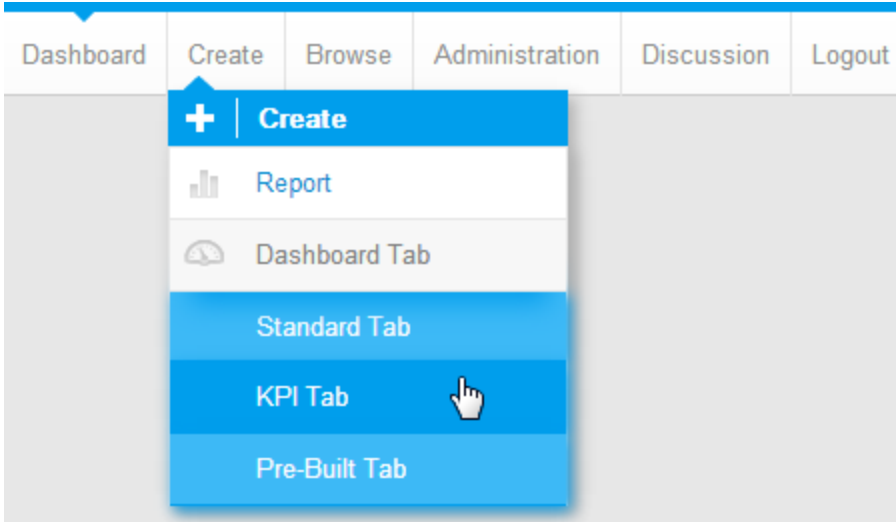 Dashboard Create Browse Administration Discussion Logout
Create
Report
Dashboard Tab
Standard Tab
KPI Tab
Pre-Built Tab